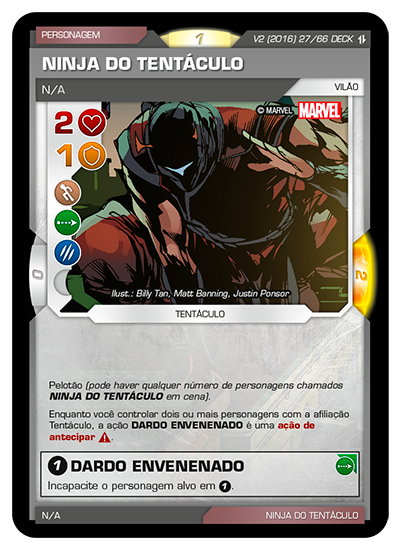 PERSONAGEM
1
V2 (2016) 27/66 DECK
NINJA DO TENTÁCULO
N/A
VILÃO
© MARVEL MARVEL
2
1
0
2
Ilust.: Billy Tan, Matt Banning, Justin Ponsor
TENTÁCULO
Pelotão (pode haver qualquer número de personagens chamados
NINJA DO TENTÁCULO em cena).
Enquanto você controlar dois ou mais personagens com a afiliação
Tentáculo, a ação DARDO ENVENENADO é uma ação de
antecipar.
1 DARDO ENVENENADO
Incapacite o personagem alvo em 1.
N/A
NINJA DO TENTÁCULO